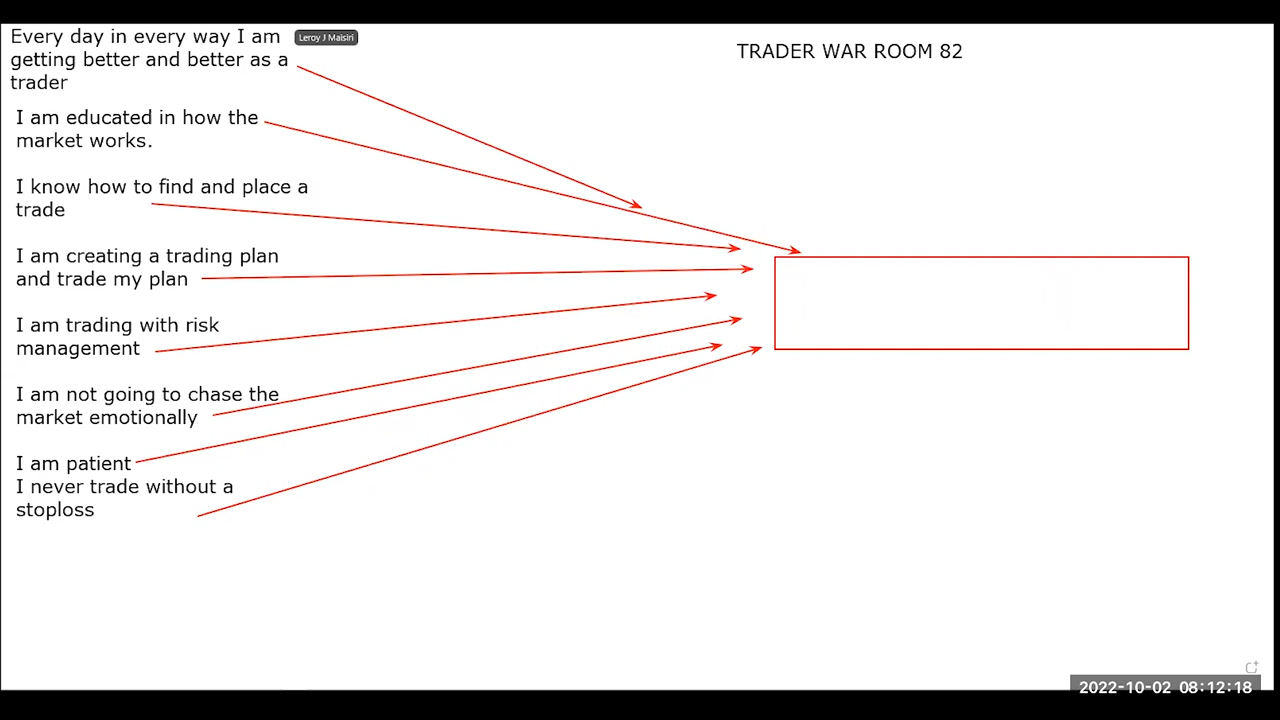 Every day in every way I am
getting better and better as a
trader
Leroy J Maisiri
TRADER WAR ROOM 82
I am educated in how the
market works.
I know how to find and place a
trade
I am creating a trading plan
and trade my plan
I am trading with risk
management
I am not going to chase the
market emotionally
I am patient
I never trade without a
stoploss
2022-10-02 08:12:18